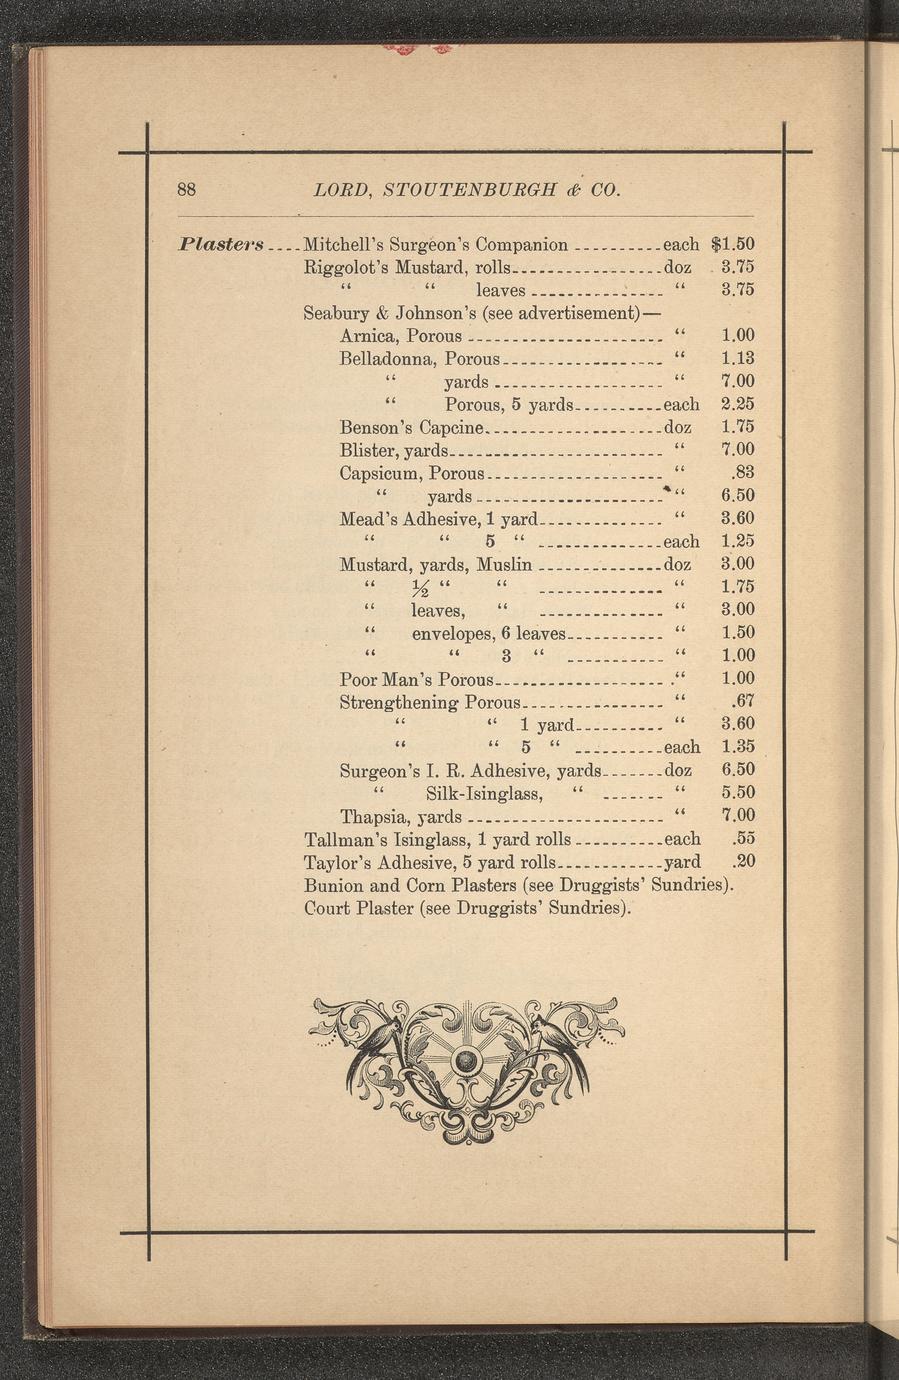 88 LORD, STOUTENBURGH & CO.
Plasters .... Mitchell's Surgeon's Companion .......... each $1.50
Riggolot's Mustard, rolls ................ doz 3.75
“ “ leaves .............. “ 3.75
Seabury & Johnson's (see advertisement)—
Arnica, Porous ..................... “ 1.00
Belladonna, Porous ................. “ 1.13
“ yards .................. “ 7.00
“ Porous, 5 yards .......... each 2.25
Benson's Capcine ................... doz 1.75
Blister, yards ....................... “ 7.00
Capsicum, Porous ................... “ .83
“ yards .................... “ 6.50
Mead's Adhesive, 1 yard ............. “ 3.60
“ “ 5 “ ............. each 1.25
Mustard, yards, Muslin ............. doz 3.00
“ ½ “ “ ............. “ 1.75
“ leaves, “ ............. “ 3.00
“ envelopes, 6 leaves ........... “ 1.50
“ “ 3 “ .......... “ 1.00
Poor Man's Porous .................. “ 1.00
Strengthening Porous ............... “ .67
“ “ 1 yard .......... “ 3.60
“ “ 5 “ .......... each 1.35
Surgeon's I. R. Adhesive, yards ....... doz 6.50
“ Silk-Isinglass, “ ....... “ 5.50
Thapsia, yards ..................... “ 7.00
Tallman's Isinglass, 1 yard rolls .......... each .55
Taylor's Adhesive, 5 yard rolls ............ yard .20
Bunion and Corn Plasters (see Druggists' Sundries).
Court Plaster (see Druggists' Sundries).